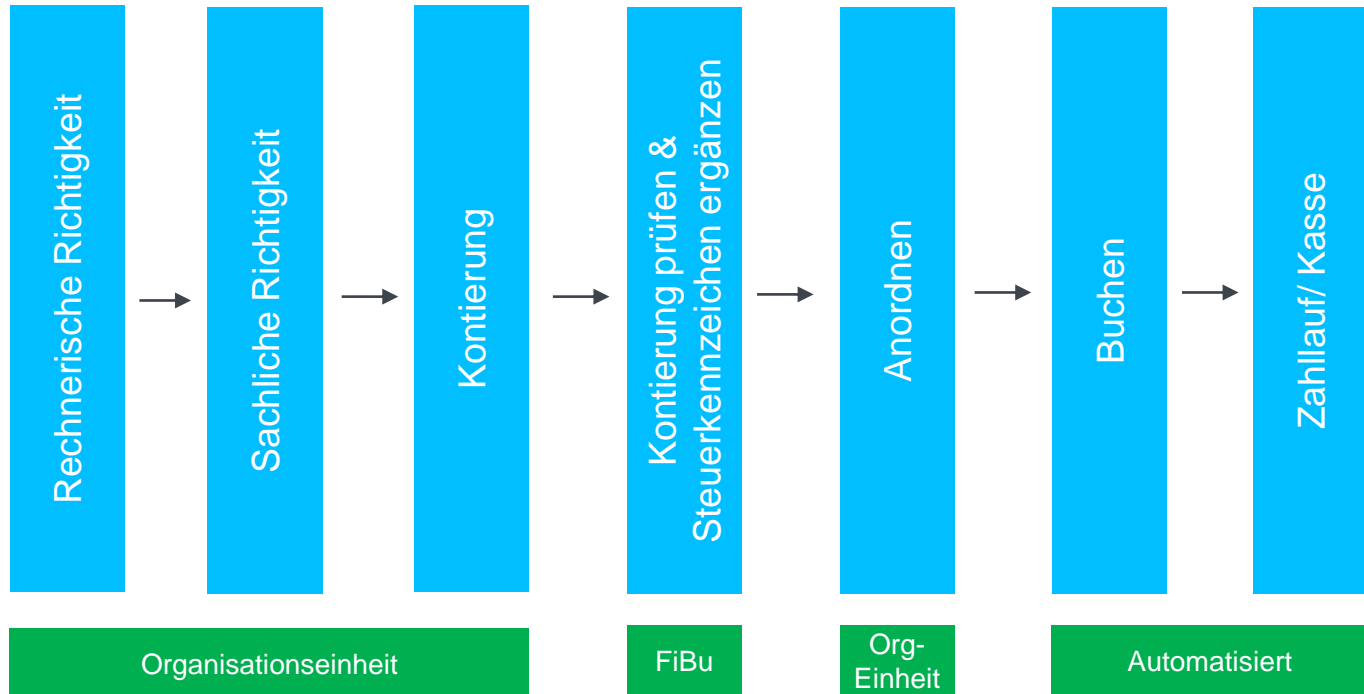 Rechnerische Richtigkeit
Sachliche Richtigkeit
Kontierung
Kontierung prüfen &
Steuerkennzeichen ergänzen
Anordnen
Buchen
Zahllauf/ Kasse
Organisationseinheit
FiBu
Org-
Einheit
Automatisiert